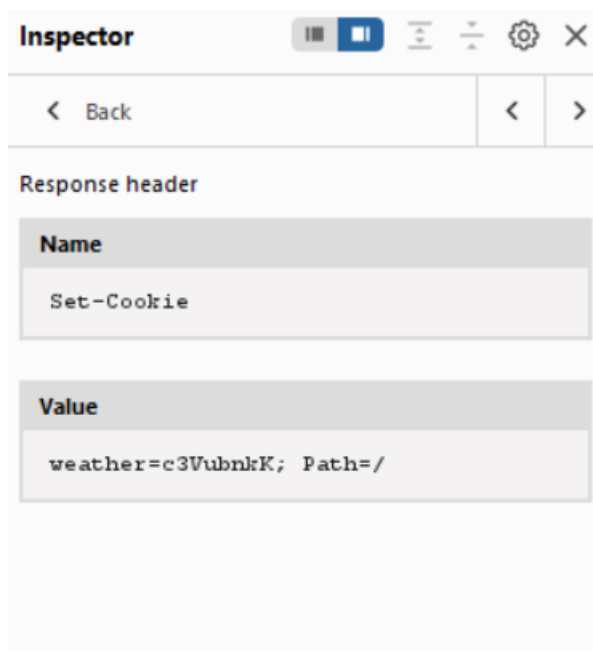 Inspector
Back
Response header
Name
Set-Cookie
Value
weather=c3VubnkK; Path=/